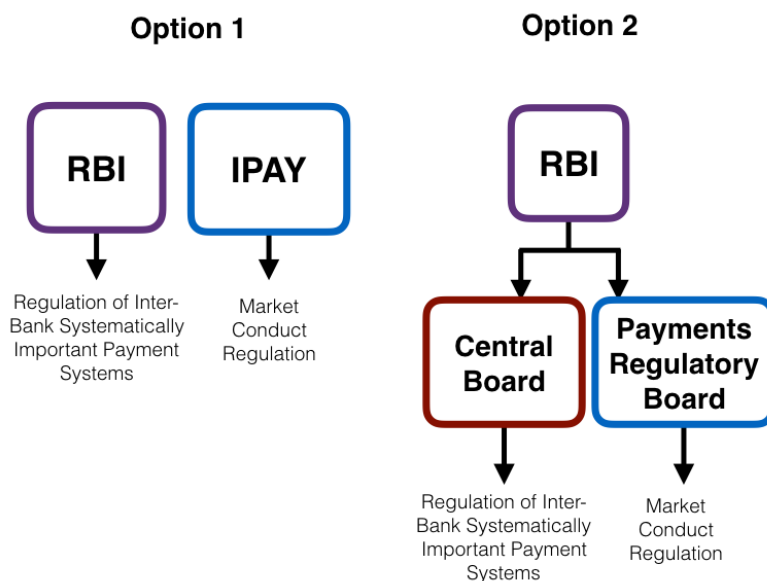 Option 1
RBI
IPAY
Regulation of Inter-
Bank Systematically
Important Payment
Systems
Market
Conduct
Regulation
Option 2
RBI
Central
Board
Payments
Regulatory
Board
Regulation of Inter-
Bank Systematically
Important Payment
Systems
Market
Conduct
Regulation